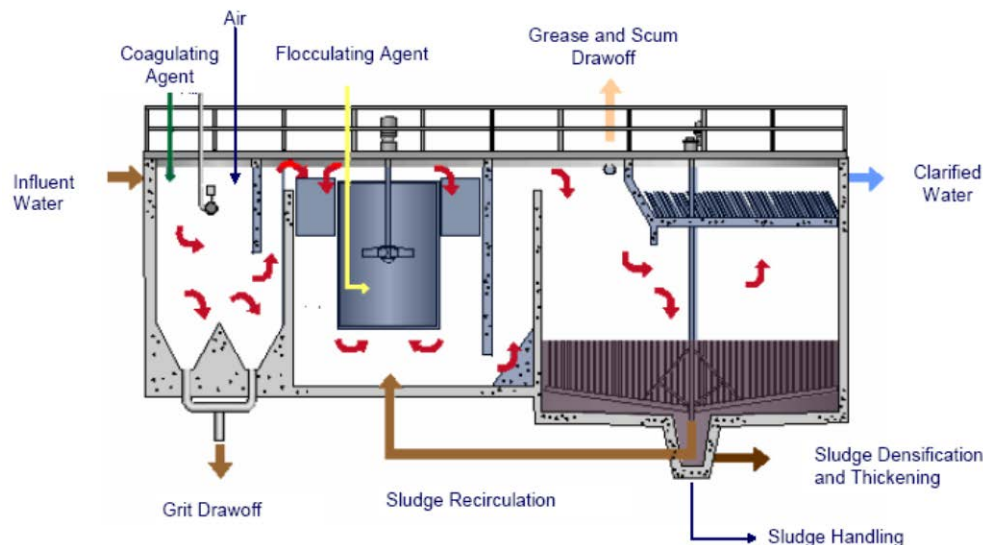 Air
Coagulating
Agent
Flocculating Agent
Grease and Scum
Drawoff
Influent
Water
Clarified
Water
Grit Drawoff
Sludge Recirculation
Sludge Densification
and Thickening
Sludge Handling